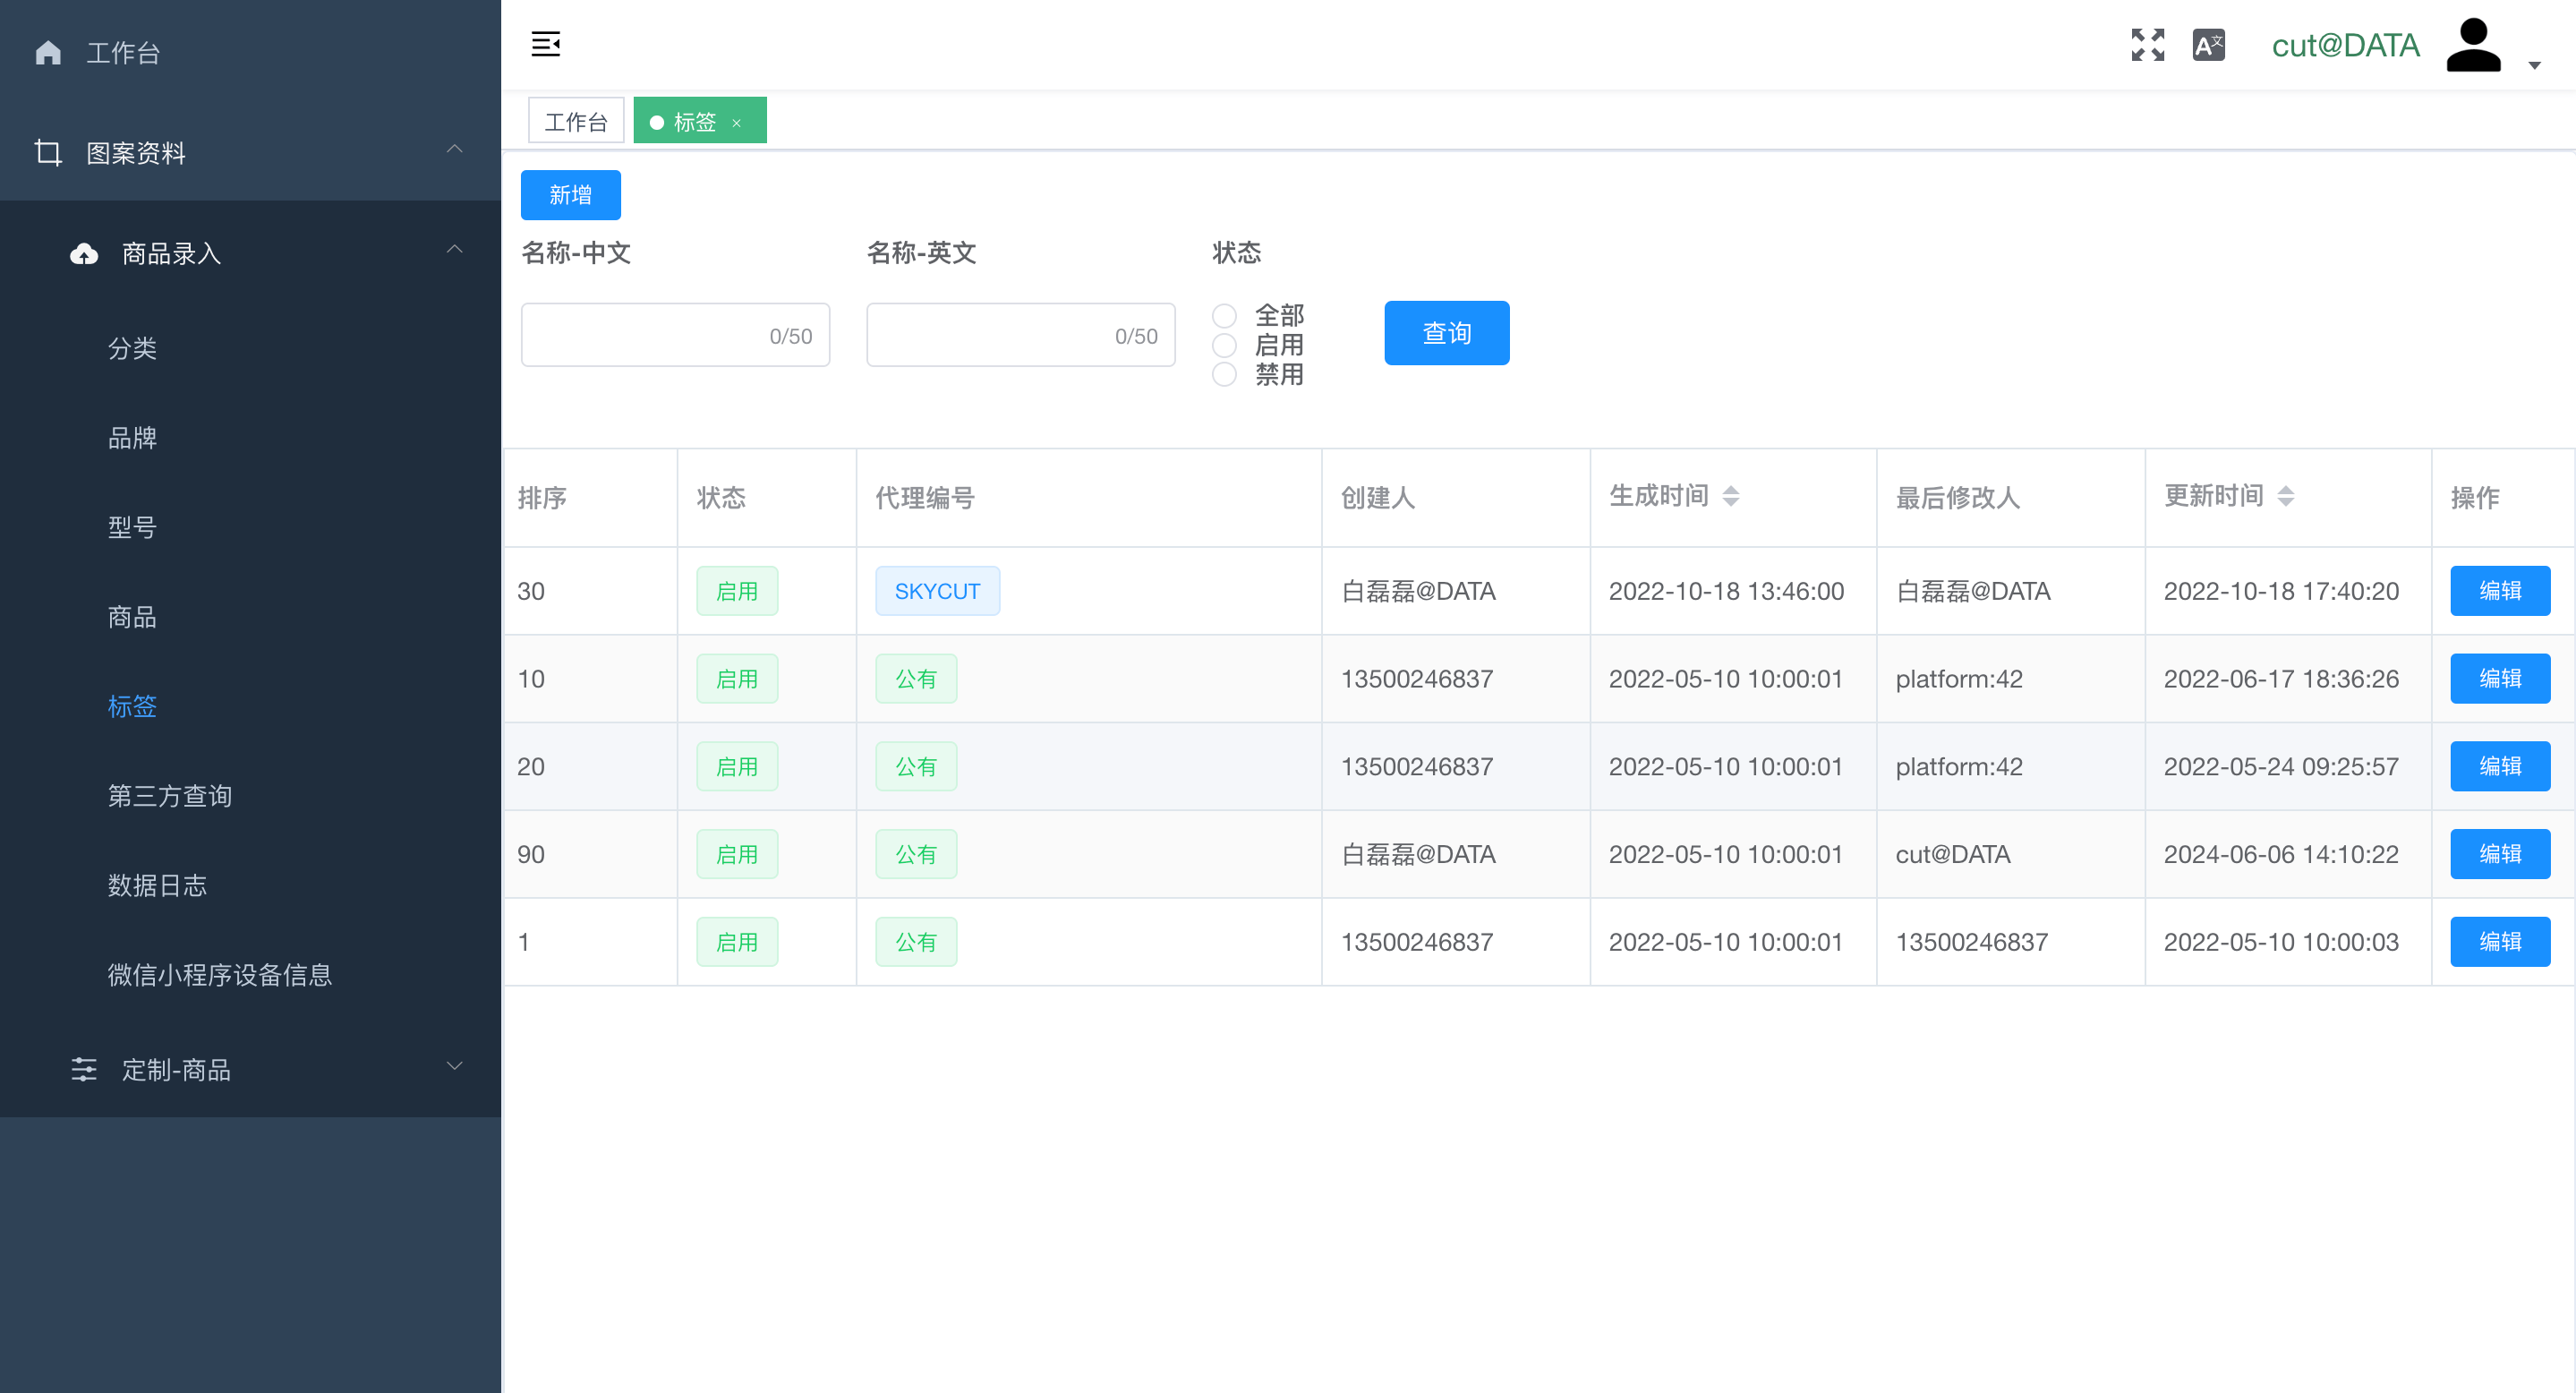 工作台
图案资料
商品录入
分类
品牌
型号
商品
标签
第三方查询
数据日志
微信小程序设备信息
定制-商品
cut@DATA
工作台 标签 ×
新增
名称-中文 名称-英文 状态
0/50 0/50 全部 查询
启用
禁用
排序 状态 代理编号 创建人 生成时间 最后修改人 更新时间 操作
30 启用 SKYCUT 白磊磊@DATA 2022-10-18 13:46:00 白磊磊@DATA 2022-10-18 17:40:20 编辑
10 启用 公有 13500246837 2022-05-10 10:00:01 platform:42 2022-06-17 18:36:26 编辑
20 启用 公有 13500246837 2022-05-10 10:00:01 platform:42 2022-05-24 09:25:57 编辑
90 启用 公有 白磊磊@DATA 2022-05-10 10:00:01 cut@DATA 2024-06-06 14:10:22 编辑
1 启用 公有 13500246837 2022-05-10 10:00:01 13500246837 2022-05-10 10:00:03 编辑